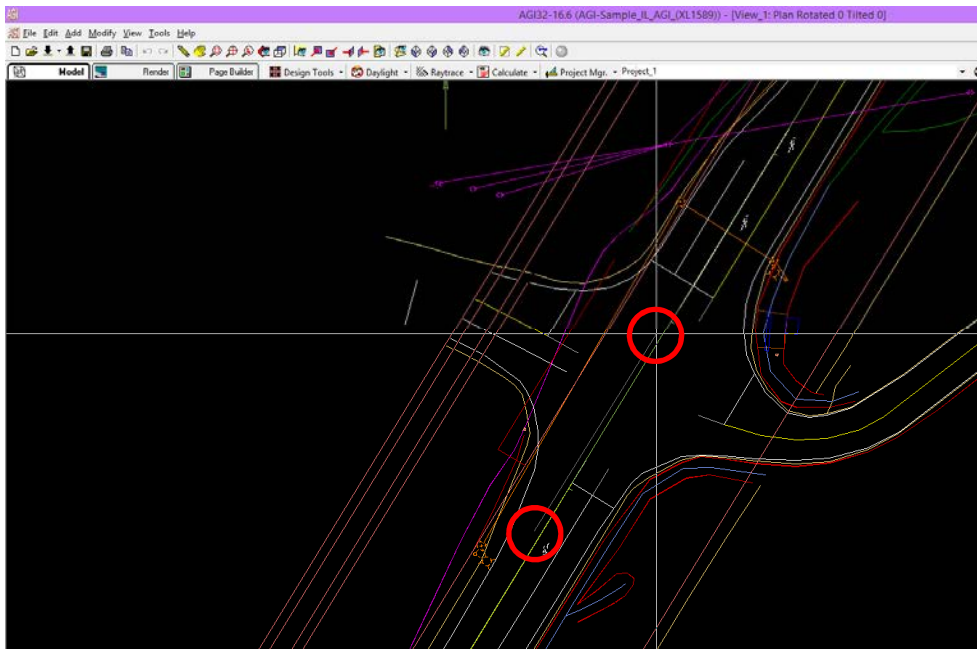 AGI AGI32-16.6 (AGI-Sample_IL_AGI_(XL1589)) - [View_1: Plan Rotated 0 Tilted 0]
File Edit Add Modify View Tools Help
Model Render Page Builder Design Tools Daylight Raytrace Calculate Project Mgr. Project_1